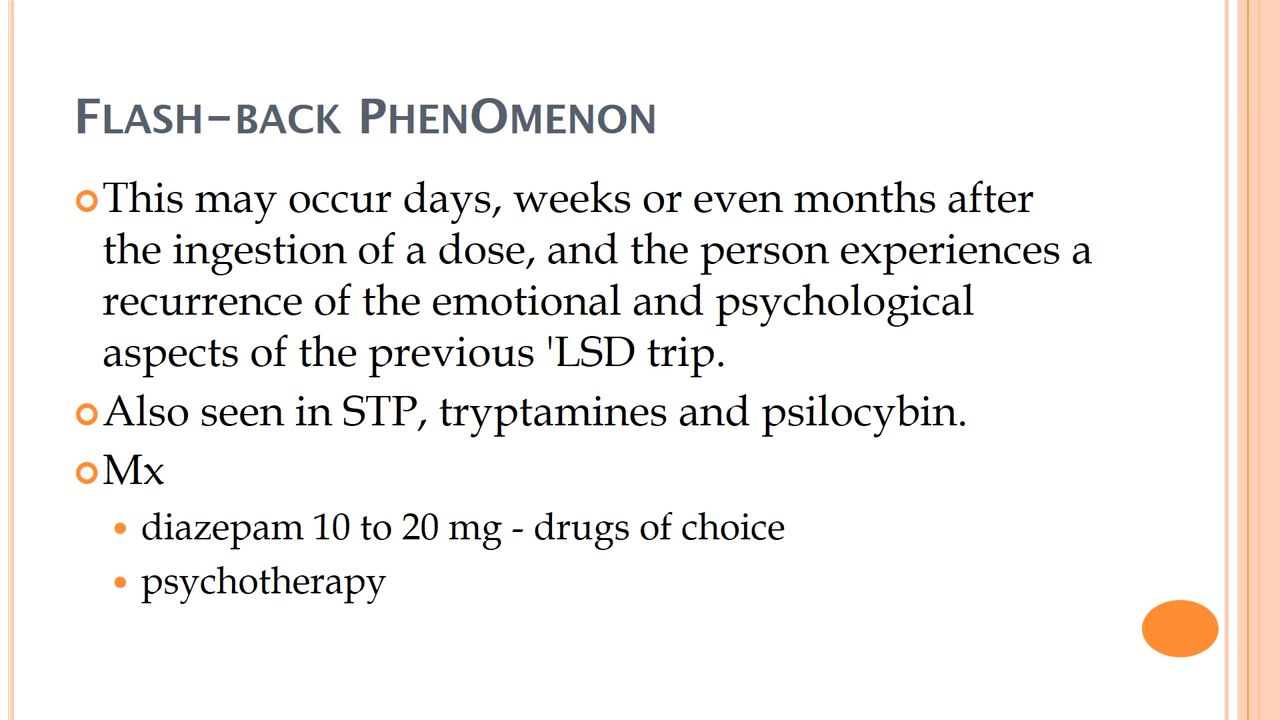 Flash-back PhenOmenon
This may occur days, weeks or even months after
the ingestion of a dose, and the person experiences a
recurrence of the emotional and psychological
aspects of the previous 'LSD trip.
Also seen in STP, tryptamines and psilocybin.
Mx
diazepam 10 to 20 mg - drugs of choice
psychotherapy